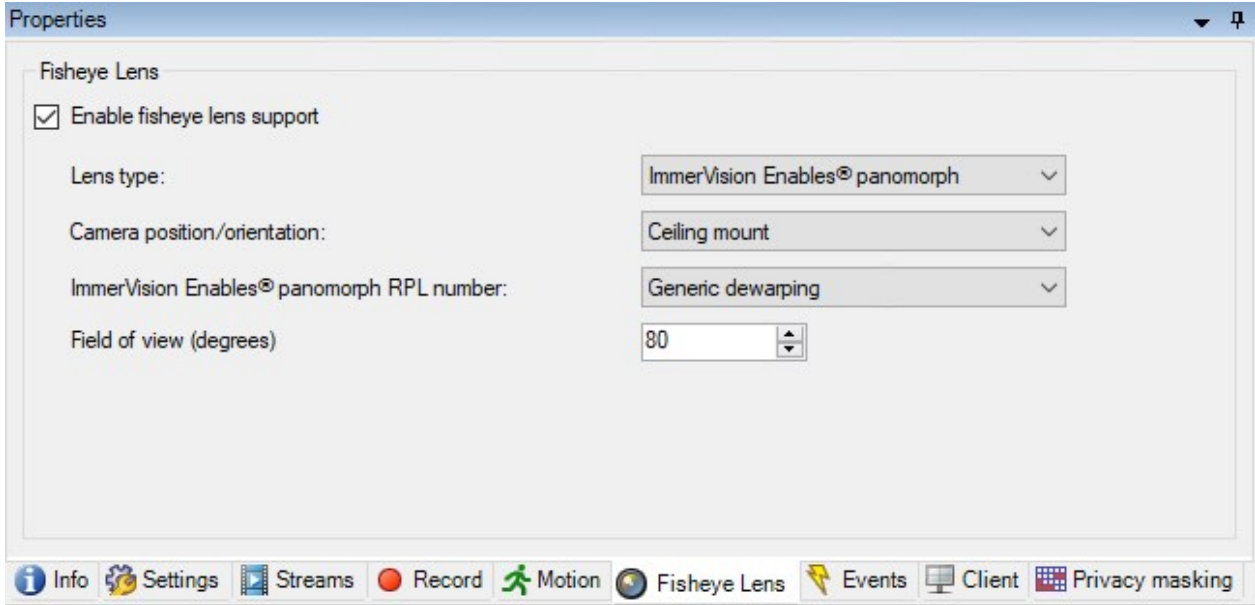 Properties
Fisheye Lens
Enable fisheye lens support
Lens type: ImmerVision Enables® panomorph
Camera position/orientation: Ceiling mount
ImmerVision Enables® panomorph RPL number: Generic dewarping
Field of view (degrees) 80
Info Settings Streams Record Motion Fisheye Lens Events Client Privacy masking